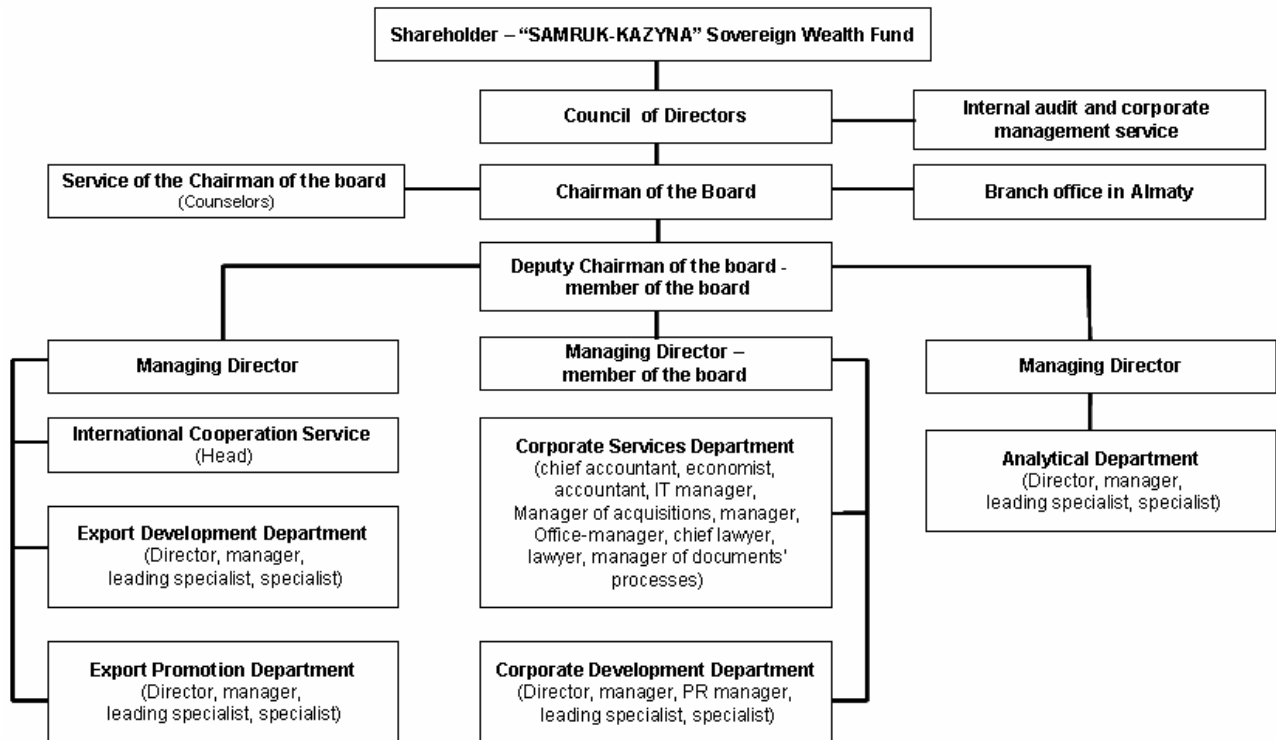 Shareholder – “SAMRUK-KAZYNA” Sovereign Wealth Fund
Council of Directors
Internal audit and corporate
management service
Service of the Chairman of the board
(Counselors)
Chairman of the Board
Branch office in Almaty
Deputy Chairman of the board -
member of the board
Managing Director
Managing Director –
member of the board
Managing Director
International Cooperation Service
(Head)
Corporate Services Department
(chief accountant, economist,
accountant, IT manager,
Manager of acquisitions, manager,
Office-manager, chief lawyer,
lawyer, manager of documents'
processes)
Analytical Department
(Director, manager,
leading specialist, specialist)
Export Development Department
(Director, manager,
leading specialist, specialist)
Export Promotion Department
(Director, manager,
leading specialist, specialist)
Corporate Development Department
(Director, manager, PR manager,
leading specialist, specialist)